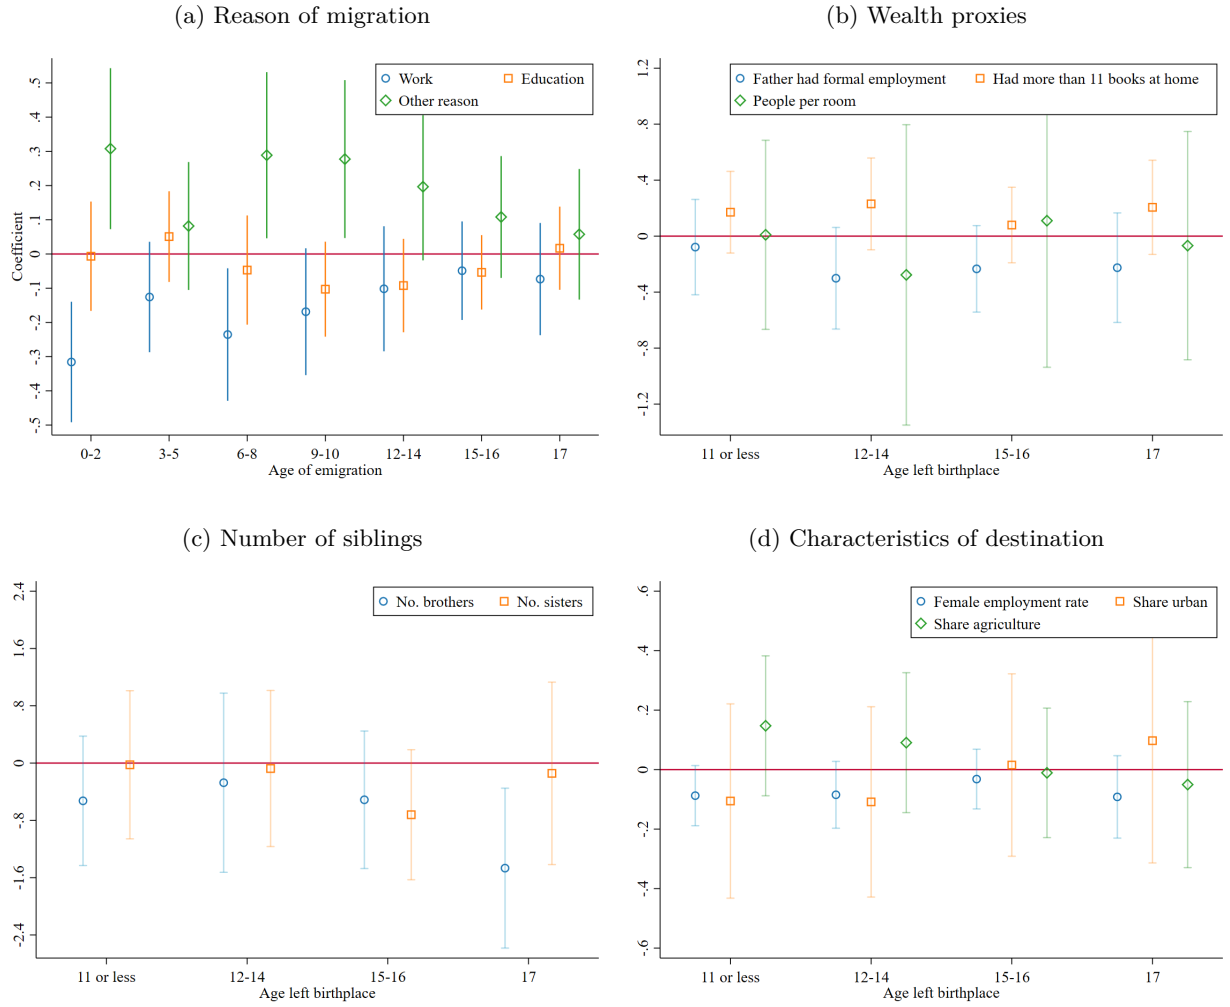 (a) Reason of migration
Work
Education
Other reason
Coefficient
.5
.4
.3
.2
.1
0
-.1
-.2
-.3
-.4
-.5
0-2
3-5
6-8
9-10
12-14
15-16
17
Age of emigration
(b) Wealth proxies
Father had formal employment
Had more than 11 books at home
People per room
1.2
.8
.4
0
-.4
-.8
-1.2
11 or less
12-14
15-16
17
Age left birthplace
(c) Number of siblings
No. brothers
No. sisters
2.4
1.6
.8
0
-.8
-1.6
-2.4
11 or less
12-14
15-16
17
Age left birthplace
(d) Characteristics of destination
Female employment rate
Share urban
Share agriculture
.6
.4
.2
0
-.2
-.4
-.6
11 or less
12-14
15-16
17
Age left birthplace